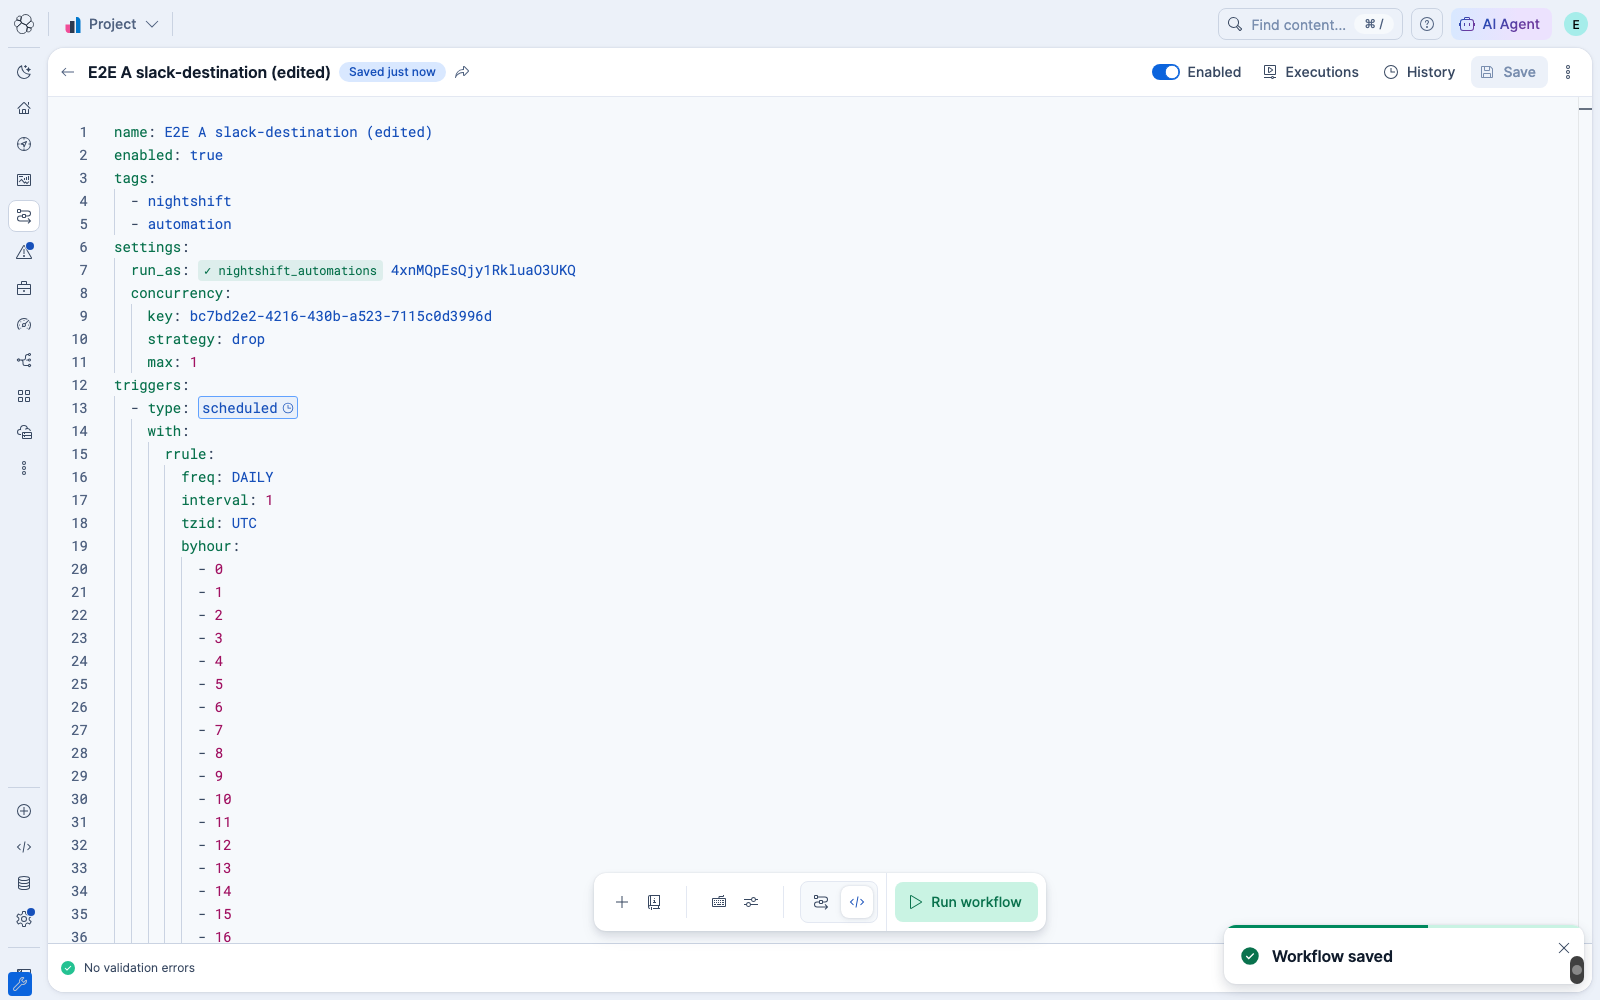 Project
Find content... ⌘ /
AI Agent
E
E2E A slack-destination (edited)
Saved just now
Enabled
Executions
History
Save
1 name: E2E A slack-destination (edited)
2 enabled: true
3 tags:
4 - nightshift
5 - automation
6 settings:
7 run_as: ✓ nightshift_automations 4xnMQpEsQjy1RkluaO3UKQ
8 concurrency:
9 key: bc7bd2e2-4216-430b-a523-7115c0d3996d
10 strategy: drop
11 max: 1
12 triggers:
13 - type: scheduled
14 with:
15 rrule:
16 freq: DAILY
17 interval: 1
18 tzid: UTC
19 byhour:
20 - 0
21 - 1
22 - 2
23 - 3
24 - 4
25 - 5
26 - 6
27 - 7
28 - 8
29 - 9
30 - 10
31 - 11
32 - 12
33 - 13
34 - 14
35 - 15
36 - 16
Run workflow
No validation errors
Workflow saved